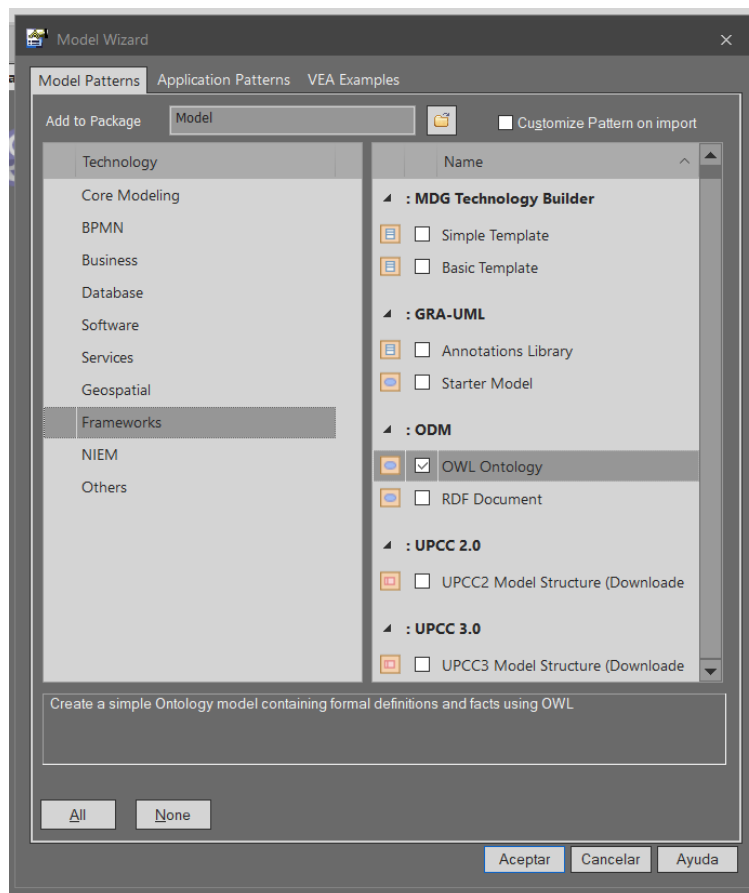 Model Wizard
Model Patterns Application Patterns VEA Examples
Add to Package Model Customize Pattern on import
Technology
Core Modeling
BPMN
Business
Database
Software
Services
Geospatial
Frameworks
NIEM
Others
Name
: MDG Technology Builder
Simple Template
Basic Template
: GRA-UML
Annotations Library
Starter Model
: ODM
OWL Ontology
RDF Document
: UPCC 2.0
UPCC2 Model Structure (Downloade
: UPCC 3.0
UPCC3 Model Structure (Downloade
Create a simple Ontology model containing formal definitions and facts using OWL
All None
Aceptar Cancelar Ayuda